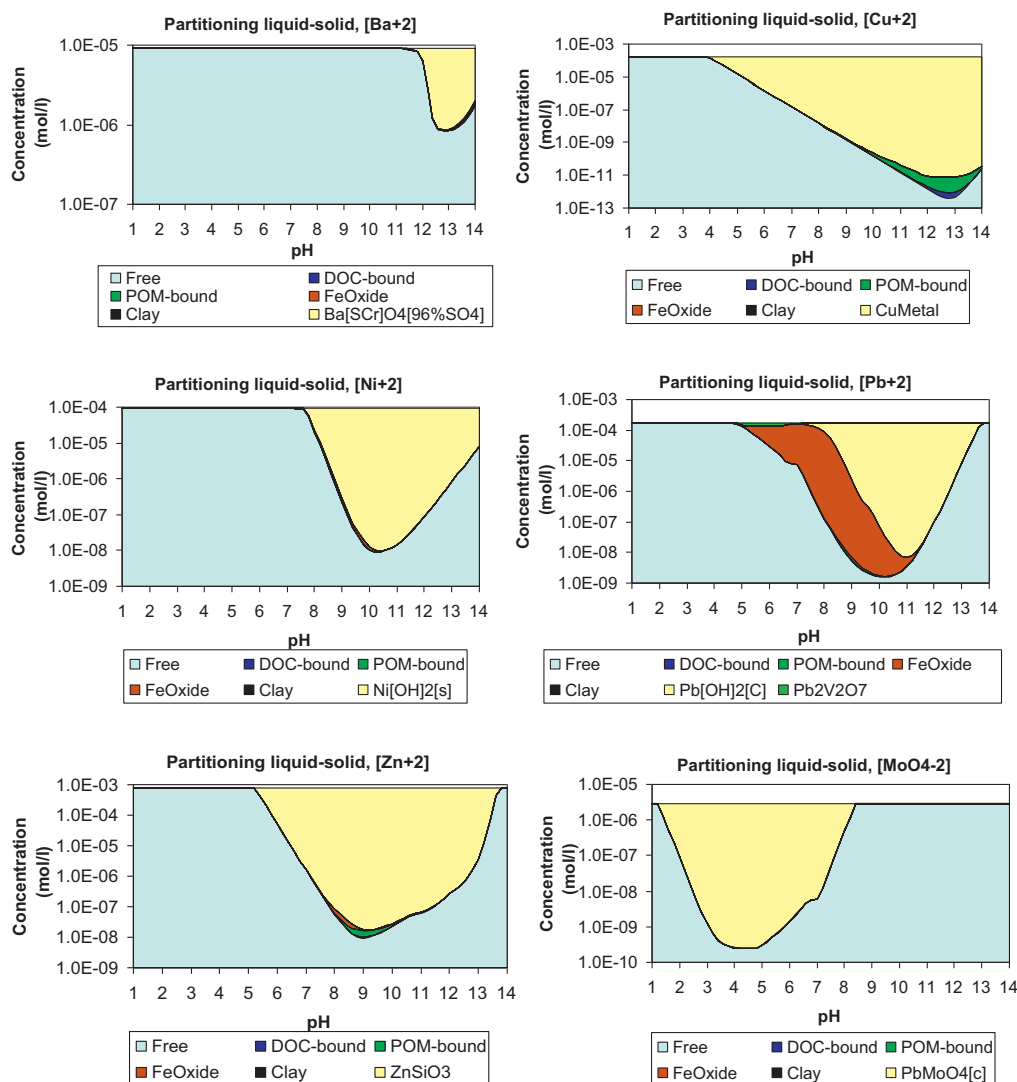 Partitioning liquid-solid, [Ba+2]
Concentration
(mol/l)
1.0E-05
1.0E-06
1.0E-07
1 2 3 4 5 6 7 8 9 10 11 12 13 14
pH
Free DOC-bound
POM-bound FeOxide
Clay Ba[SCr]O4[96%SO4]
Partitioning liquid-solid, [Cu+2]
Concentration
(mol/l)
1.0E-03
1.0E-05
1.0E-07
1.0E-09
1.0E-11
1.0E-13
1 2 3 4 5 6 7 8 9 10 11 12 13 14
pH
Free DOC-bound POM-bound
FeOxide Clay CuMetal
Partitioning liquid-solid, [Ni+2]
Concentration
(mol/l)
1.0E-04
1.0E-05
1.0E-06
1.0E-07
1.0E-08
1.0E-09
1 2 3 4 5 6 7 8 9 10 11 12 13 14
pH
Free DOC-bound POM-bound
FeOxide Clay Ni[OH]2[s]
Partitioning liquid-solid, [Pb+2]
Concentration
(mol/l)
1.0E-03
1.0E-04
1.0E-05
1.0E-06
1.0E-07
1.0E-08
1.0E-09
1 2 3 4 5 6 7 8 9 10 11 12 13 14
pH
Free DOC-bound POM-bound FeOxide
Clay Pb[OH]2[C] Pb2V2O7
Partitioning liquid-solid, [Zn+2]
Concentration
(mol/l)
1.0E-03
1.0E-04
1.0E-05
1.0E-06
1.0E-07
1.0E-08
1.0E-09
1 2 3 4 5 6 7 8 9 10 11 12 13 14
pH
Free DOC-bound POM-bound
FeOxide Clay ZnSiO3
Partitioning liquid-solid, [MoO4-2]
Concentration
(mol/l)
1.0E-05
1.0E-06
1.0E-07
1.0E-08
1.0E-09
1.0E-10
1 2 3 4 5 6 7 8 9 10 11 12 13 14
pH
Free DOC-bound POM-bound
FeOxide Clay PbMoO4[c]